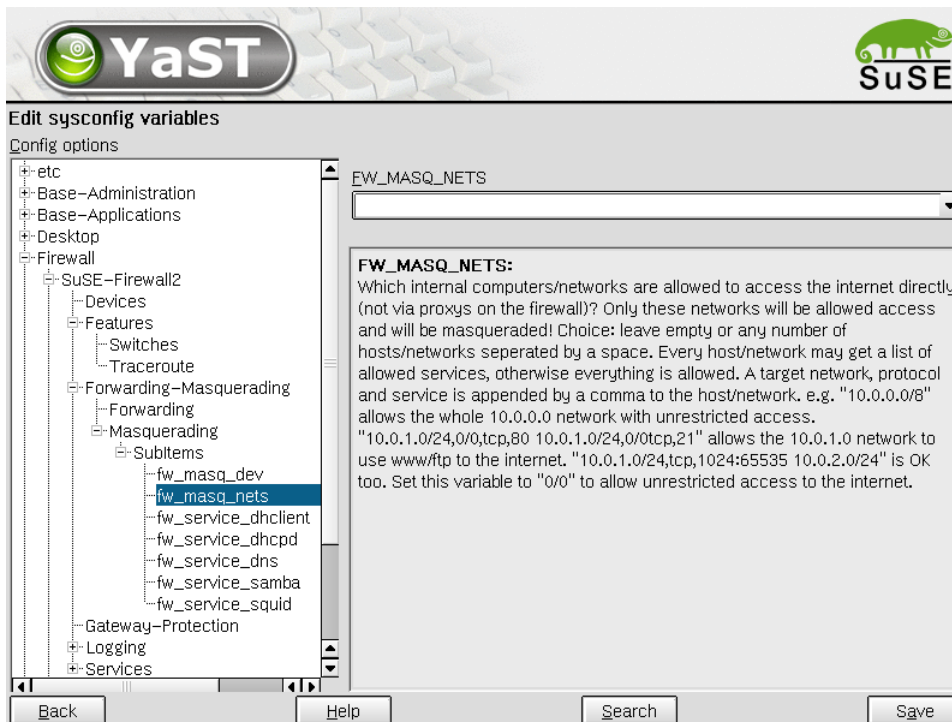 YaST
SuSE
Edit sysconfig variables
Config options
etc
Base-Administration
Base-Applications
Desktop
Firewall
SuSE-Firewall2
Devices
Features
Switches
Traceroute
Forwarding-Masquerading
Forwarding
Masquerading
SubItems
fw_masq_dev
fw_masq_nets
fw_service_dhclient
fw_service_dhcpd
fw_service_dns
fw_service_samba
fw_service_squid
Gateway-Protection
Logging
Services
FW_MASQ_NETS
FW_MASQ_NETS:
Which internal computers/networks are allowed to access the internet directly
(not via proxys on the firewall)? Only these networks will be allowed access
and will be masqueraded! Choice: leave empty or any number of
hosts/networks seperated by a space. Every host/network may get a list of
allowed services, otherwise everything is allowed. A target network, protocol
and service is appended by a comma to the host/network. e.g. "10.0.0.0/8"
allows the whole 10.0.0.0 network with unrestricted access.
"10.0.1.0/24,0/0,tcp,80 10.0.1.0/24,0/0tcp,21" allows the 10.0.1.0 network to
use www/ftp to the internet. "10.0.1.0/24,tcp,1024:65535 10.0.2.0/24" is OK
too. Set this variable to "0/0" to allow unrestricted access to the internet.
Back
Help
Search
Save